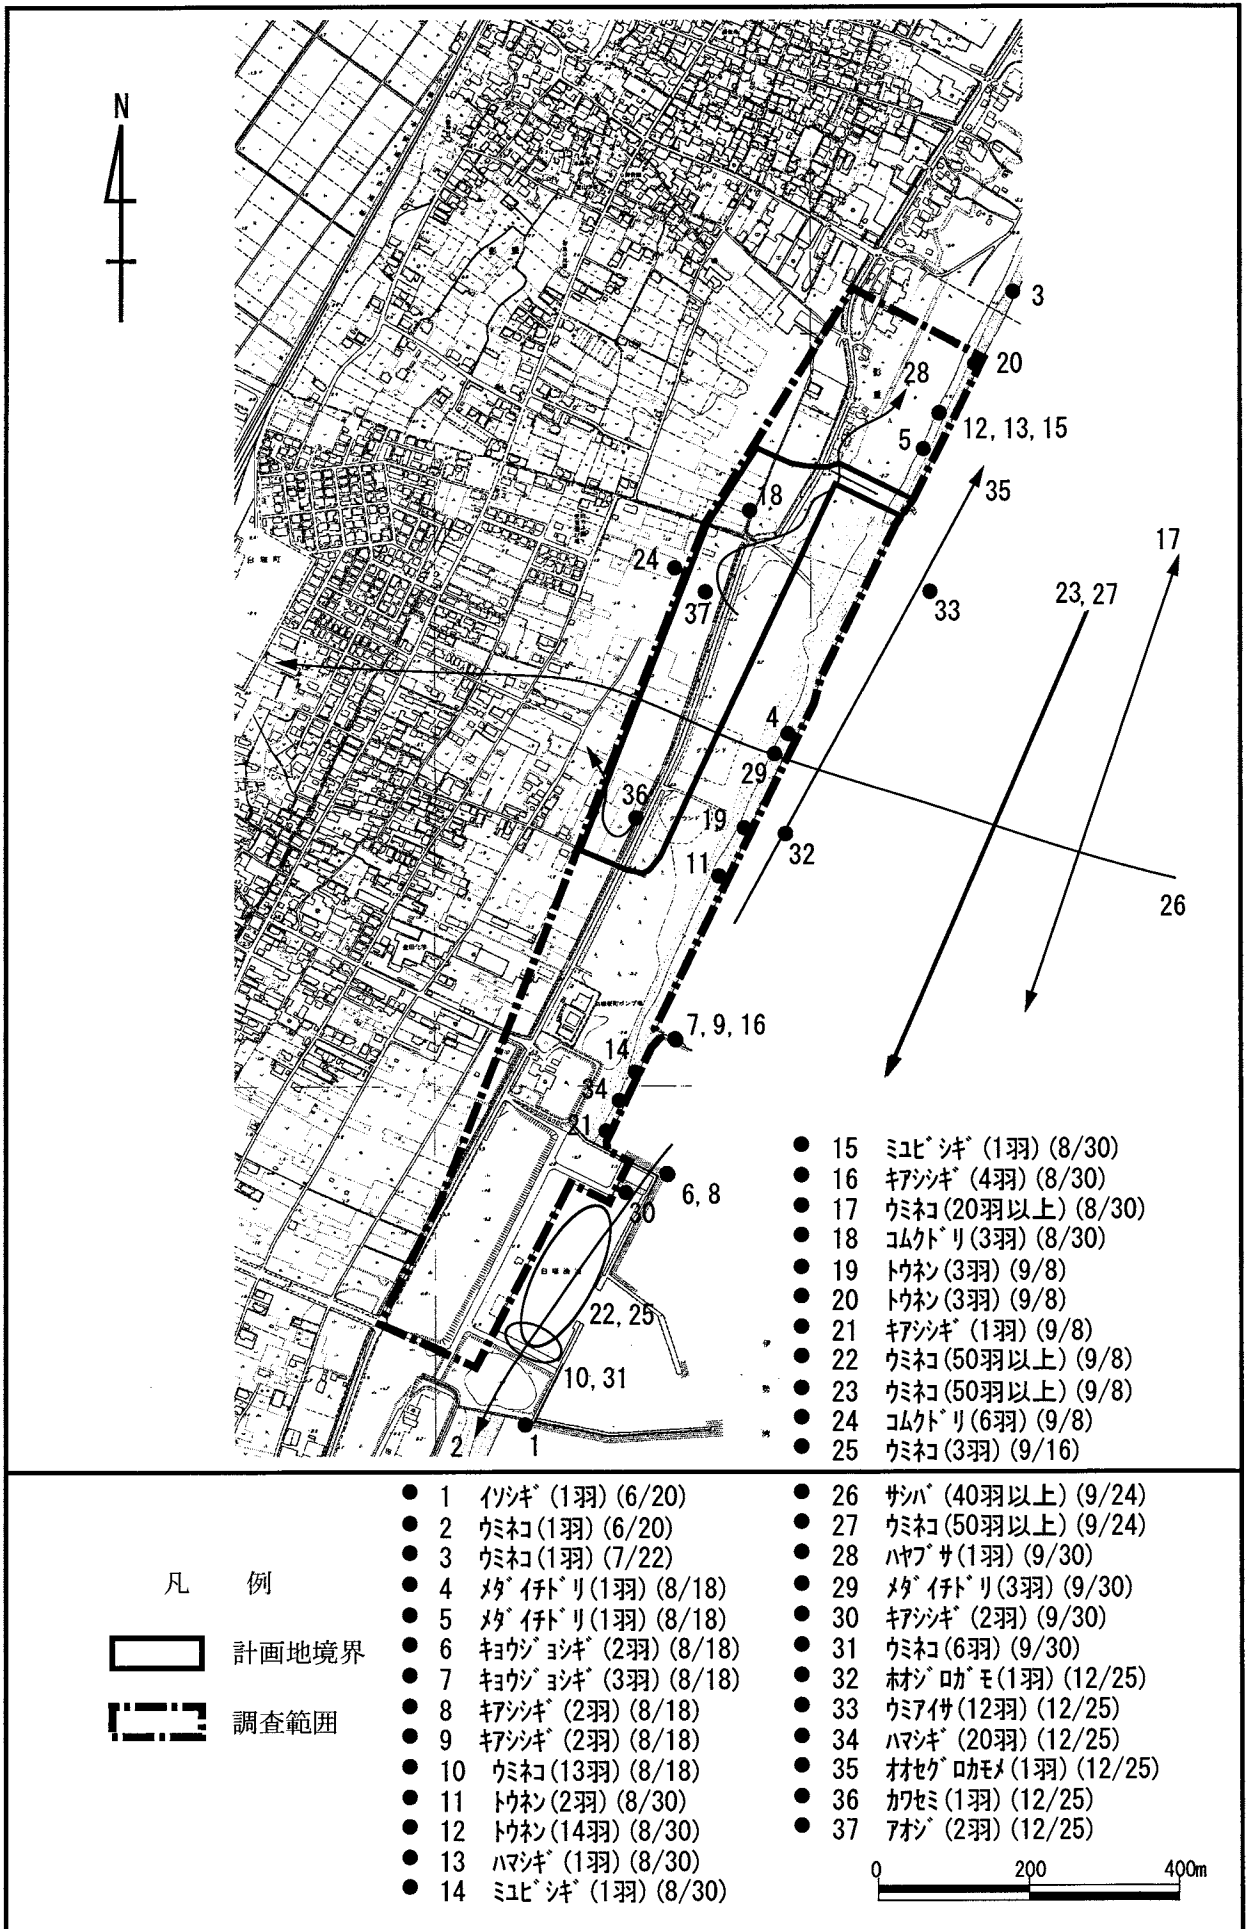 N
3
20
28
12, 13, 15
5
35
18
17
24
37
33
23, 27
4
29
36
19
32
11
26
7, 9, 16
14
34
21
6, 8
30
22, 25
10, 31
2
1
グランド
白塚町
伊
勢
湾
● 15 ミユビシギ(1羽)(8/30)
● 16 キアシシギ(4羽)(8/30)
● 17 ウミネコ(20羽以上)(8/30)
● 18 コムクドリ(3羽)(8/30)
● 19 トウネン(3羽)(9/8)
● 20 トウネン(3羽)(9/8)
● 21 キアシシギ(1羽)(9/8)
● 22 ウミネコ(50羽以上)(9/8)
● 23 ウミネコ(50羽以上)(9/8)
● 24 コムクドリ(6羽)(9/8)
● 25 ウミネコ(3羽)(9/16)
凡 例
計画地境界
調査範囲
● 1 イソシギ(1羽)(6/20)
● 2 ウミネコ(1羽)(6/20)
● 3 ウミネコ(1羽)(7/22)
● 4 メダイチドリ(1羽)(8/18)
● 5 メダイチドリ(1羽)(8/18)
● 6 キョウジョシギ(2羽)(8/18)
● 7 キョウジョシギ(3羽)(8/18)
● 8 キアシシギ(2羽)(8/18)
● 9 キアシシギ(2羽)(8/18)
● 10 ウミネコ(13羽)(8/18)
● 11 トウネン(2羽)(8/30)
● 12 トウネン(14羽)(8/30)
● 13 ハマシギ(1羽)(8/30)
● 14 ミユビシギ(1羽)(8/30)
● 26 サシバ(40羽以上)(9/24)
● 27 ウミネコ(50羽以上)(9/24)
● 28 ハヤブサ(1羽)(9/30)
● 29 メダイチドリ(3羽)(9/30)
● 30 キアシシギ(2羽)(9/30)
● 31 ウミネコ(6羽)(9/30)
● 32 ホオジロガモ(1羽)(12/25)
● 33 ウミアイサ(12羽)(12/25)
● 34 ハマシギ(20羽)(12/25)
● 35 オオセグロカモメ(1羽)(12/25)
● 36 カワセミ(1羽)(12/25)
● 37 アオジ(2羽)(12/25)
0 200 400m